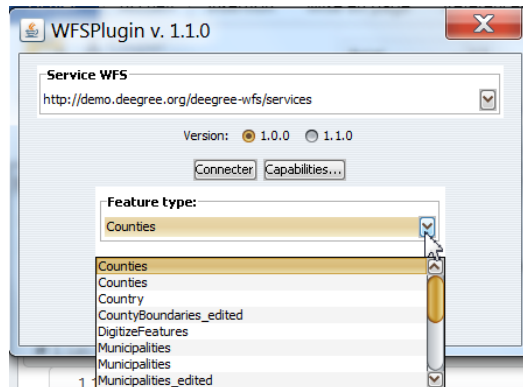 WFSPlugin v. 1.1.0
Service WFS
http://demo.deegree.org/deegree-wfs/services
Version: 1.0.0 1.1.0
Connecter Capabilities...
Feature type:
Counties
Counties
Counties
Country
CountyBoundaries_edited
DigitizeFeatures
Municipalities
Municipalities
Municipalities_edited